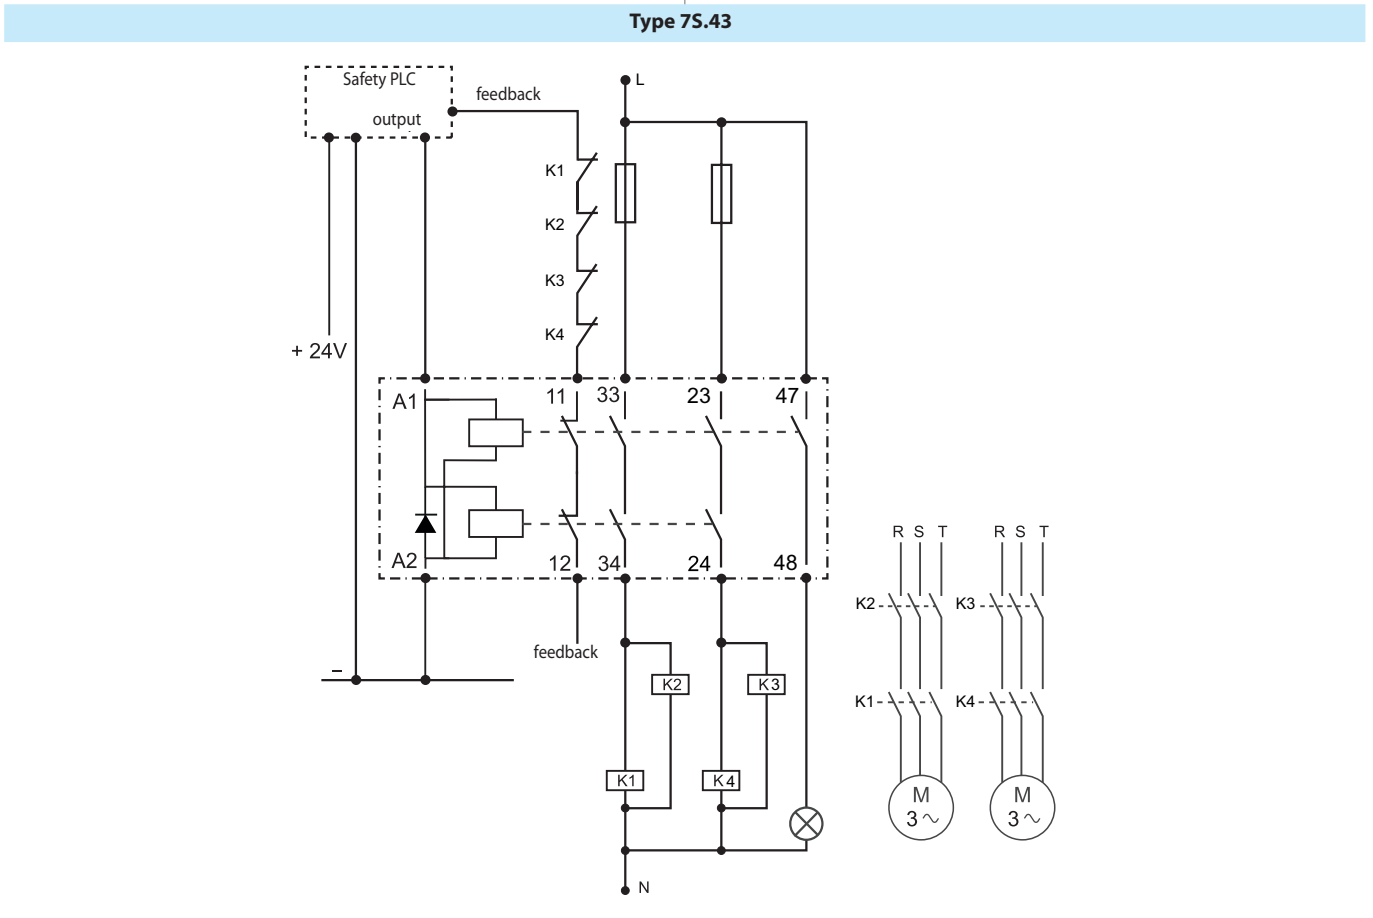 Type 7S.43
Safety PLC
output
feedback
L
K1
K2
K3
K4
+ 24V
A1
11
33
23
47
A2
12
34
24
48
feedback
–
K2
K3
K1
K4
N
R S T
R S T
K2
K3
K1
K4
M
3 ~
M
3 ~